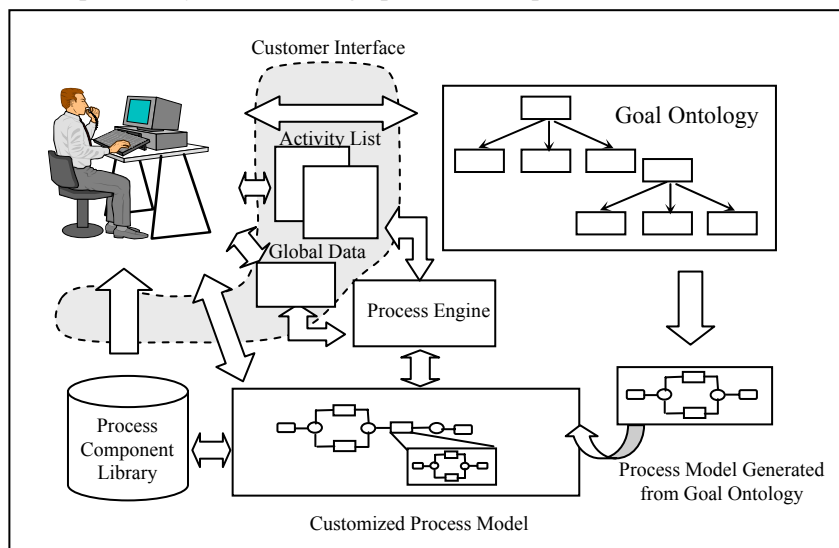 Customer Interface
Goal Ontology
Activity List
Global Data
Process Engine
Process
Component
Library
Process Model Generated
from Goal Ontology
Customized Process Model